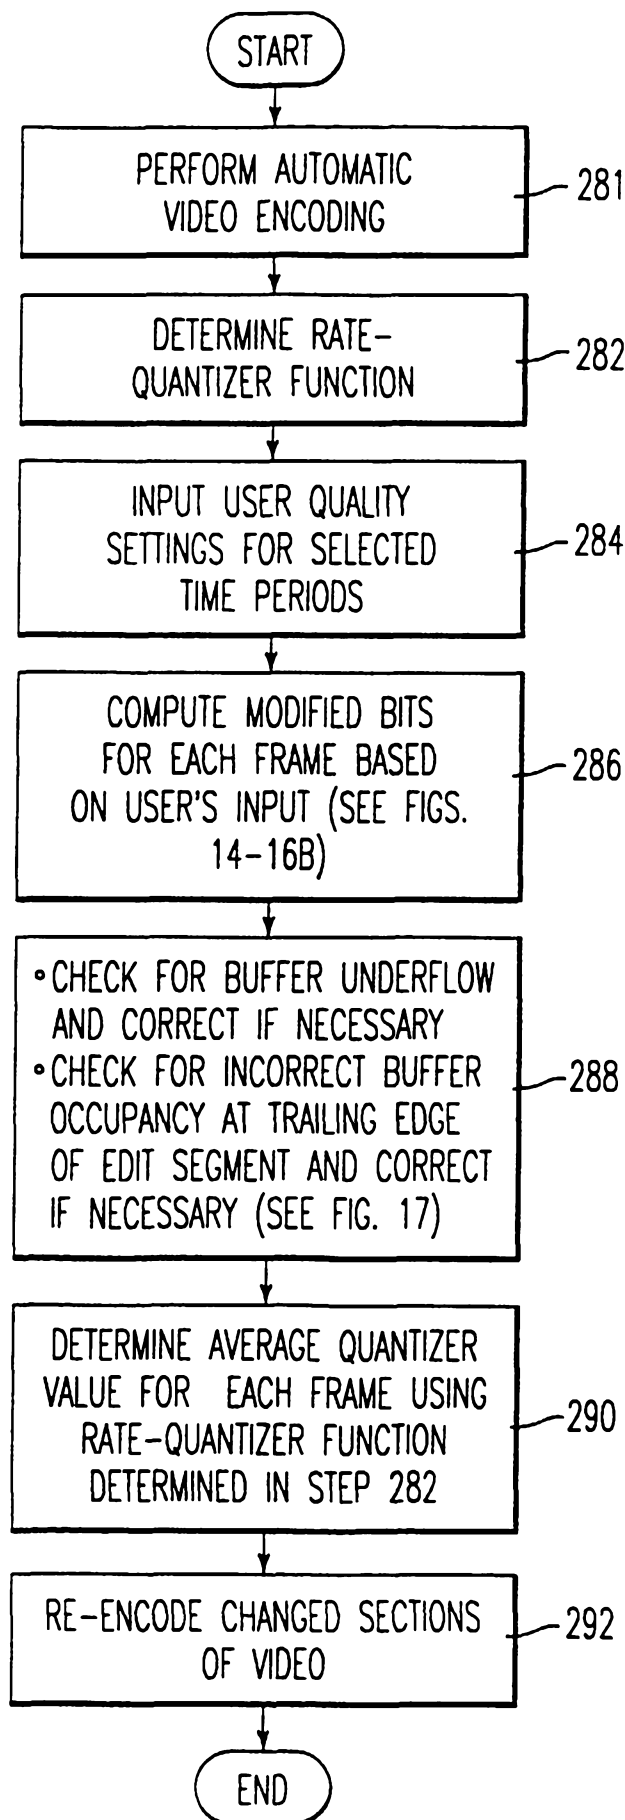 START
PERFORM AUTOMATIC
VIDEO ENCODING
281
DETERMINE RATE-
QUANTIZER FUNCTION
282
INPUT USER QUALITY
SETTINGS FOR SELECTED
TIME PERIODS
284
COMPUTE MODIFIED BITS
FOR EACH FRAME BASED
ON USER'S INPUT (SEE FIGS.
14-16B)
286
∘CHECK FOR BUFFER UNDERFLOW
AND CORRECT IF NECESSARY
∘CHECK FOR INCORRECT BUFFER
OCCUPANCY AT TRAILING EDGE
OF EDIT SEGMENT AND CORRECT
IF NECESSARY (SEE FIG. 17)
288
DETERMINE AVERAGE QUANTIZER
VALUE FOR EACH FRAME USING
RATE-QUANTIZER FUNCTION
DETERMINED IN STEP 282
290
RE-ENCODE CHANGED SECTIONS
OF VIDEO
292
END